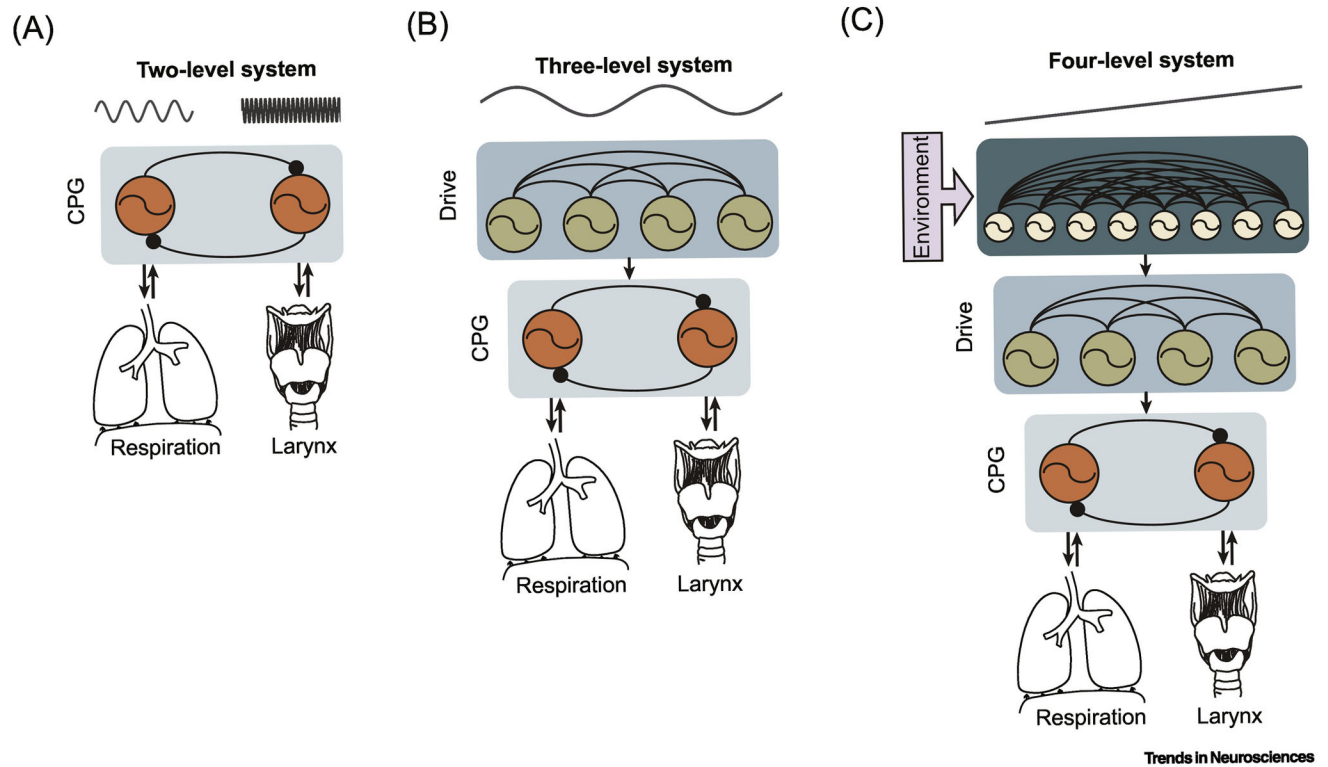 (A)
Two-level system
CPG
Respiration
Larynx
(B)
Three-level system
Drive
CPG
Respiration
Larynx
(C)
Four-level system
Environment
Drive
CPG
Respiration
Larynx
Trends in Neurosciences